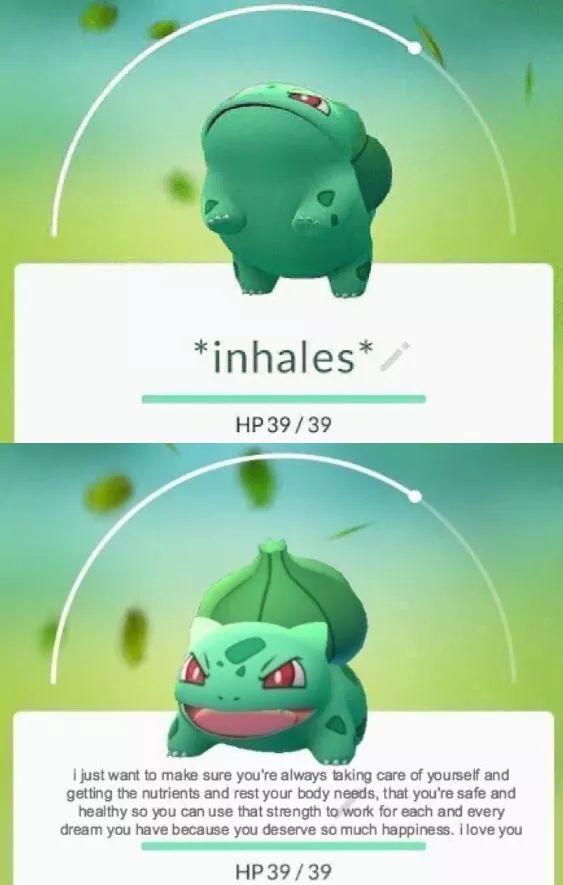 *inhales*
HP 39 / 39
i just want to make sure you're always taking care of yourself and
getting the nutrients and rest your body needs, that you're safe and
healthy so you can use that strength to work for each and every
dream you have because you deserve so much happiness. i love you
HP 39 / 39